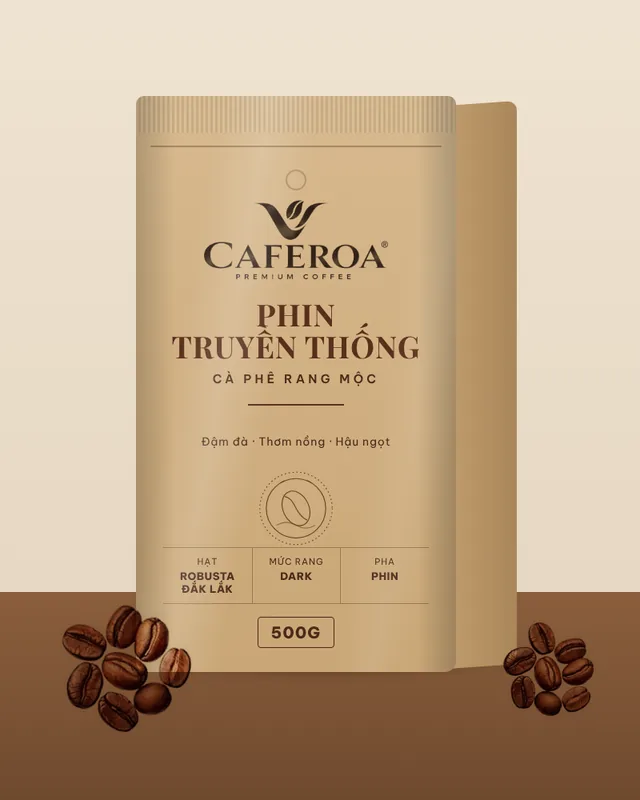 CAFEROA®
PREMIUM COFFEE
PHIN
TRUYỀN THỐNG
CÀ PHÊ RANG MỘC
Đậm đà · Thơm nồng · Hậu ngọt
HẠT
ROBUSTA
ĐẮK LẮK
MỨC RANG
DARK
PHA
PHIN
500G